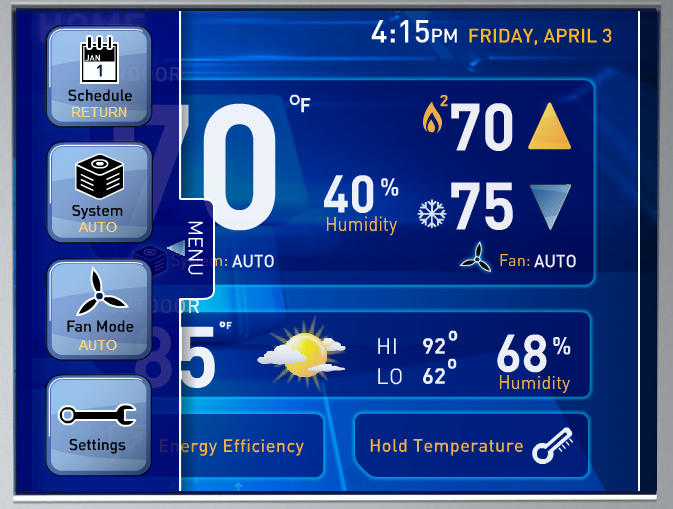 4:15PM FRIDAY, APRIL 3
HOME
JAN
1
Schedule
RETURN
INDOOR
70 °F
40%
Humidity
2 70
75
System
AUTO
MENU
System: AUTO
Fan: AUTO
Fan Mode
AUTO
OUTDOOR
85 °F
HI 92°
LO 62°
68%
Humidity
Settings
Energy Efficiency
Hold Temperature